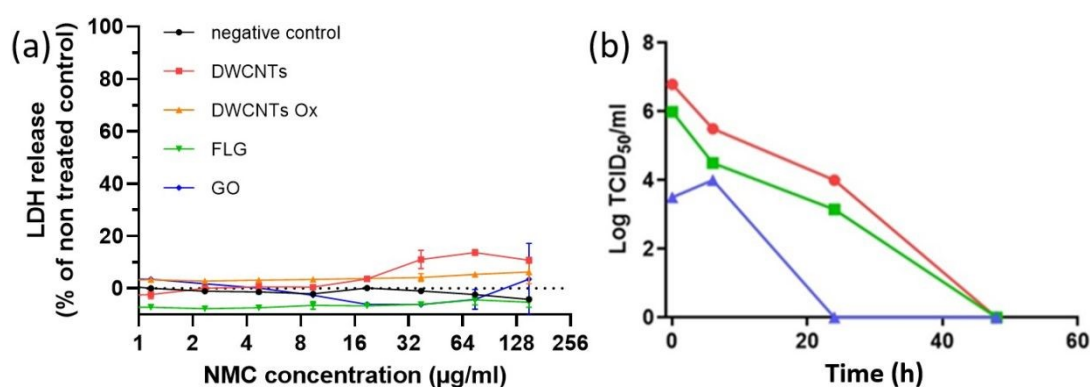 (a)
LDH release
(% of non treated control)
100
80
60
40
20
0
negative control
DWCNTs
DWCNTs Ox
FLG
GO
1 2 4 8 16 32 64 128 256
NMC concentration (µg/ml)
(b)
Log TCID50/ml
8
6
4
2
0
0 20 40 60
Time (h)